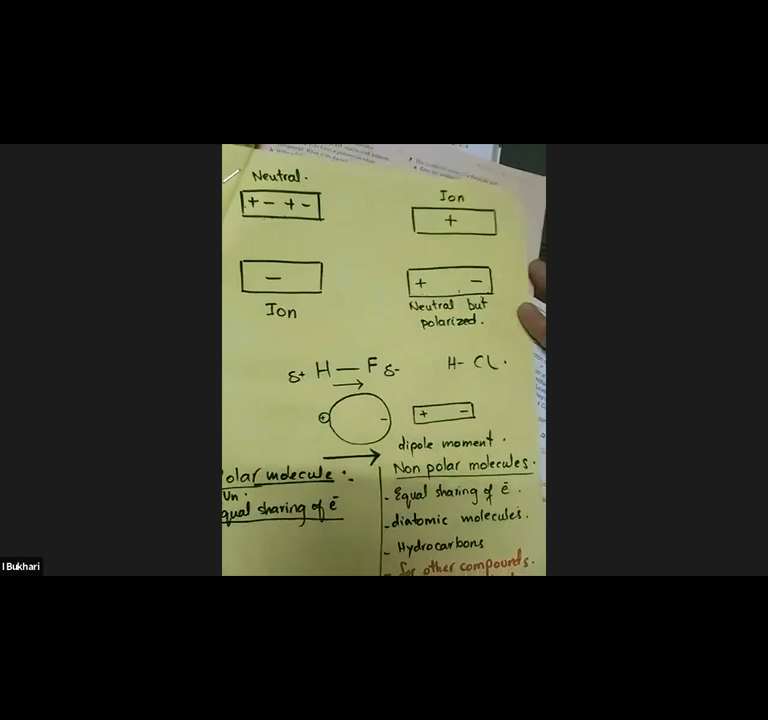 Neutral.
+ - + -
Ion
+
-
Ion
+ -
Neutral but
polarized.
δ+ H — F δ-
H- CL.
+ -
+ -
dipole moment.
olar molecule :-
Un.
qual sharing of ē
Non polar molecules.
- Equal sharing of ē.
- diatomic molecules.
- Hydrocarbons
- for other compounds.
I Bukhari